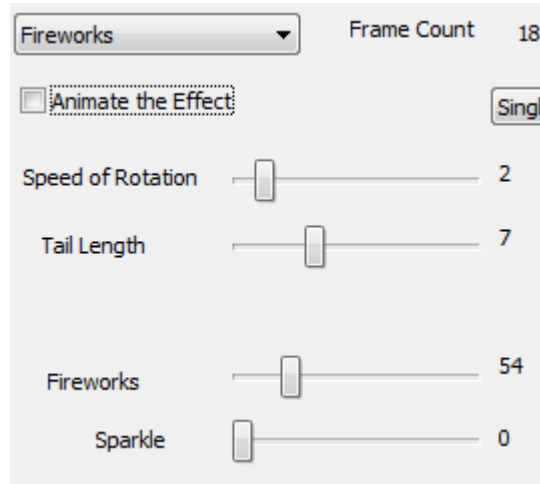 Fireworks Frame Count 18
Animate the Effect
Speed of Rotation 2
Tail Length 7
Fireworks 54
Sparkle 0